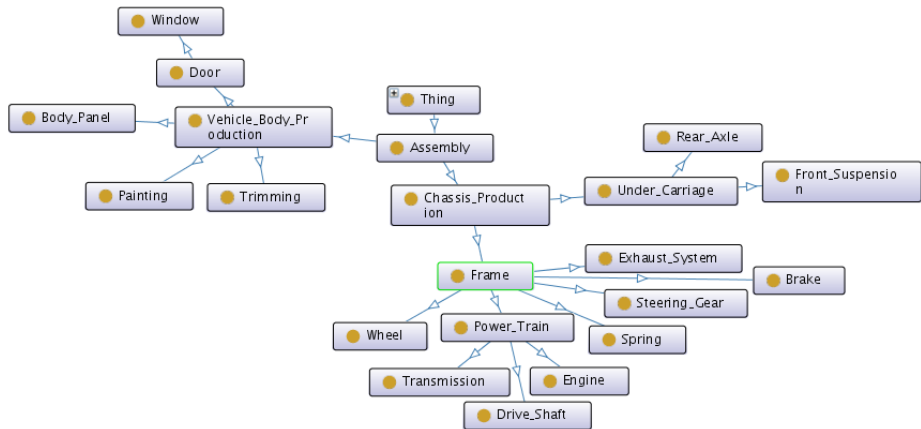 Window
Door
Body_Panel
Vehicle_Body_Pr
oduction
Thing
Assembly
Rear_Axle
Painting
Trimming
Chassis_Product
ion
Under_Carriage
Front_Suspensio
n
Exhaust_System
Frame
Brake
Steering_Gear
Wheel
Power_Train
Spring
Transmission
Engine
Drive_Shaft